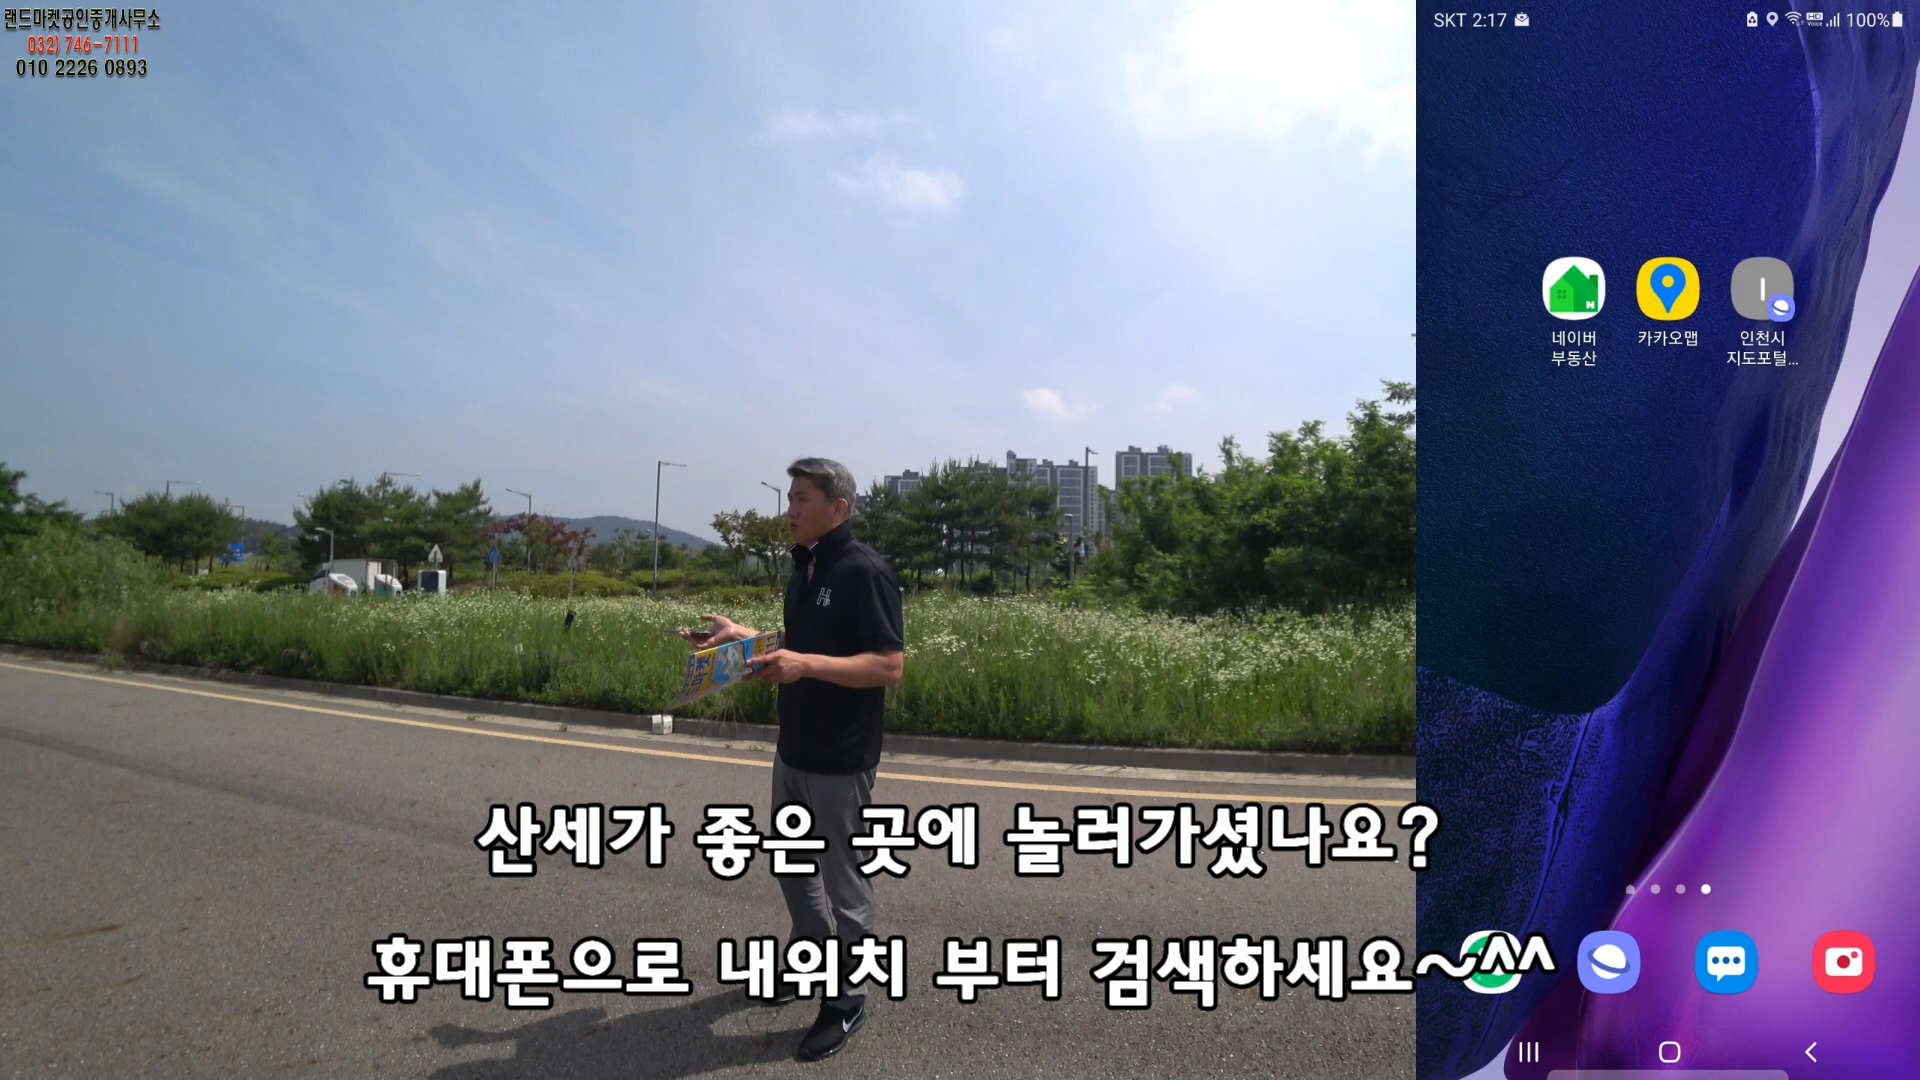 랜드마켓공인중개사무소
032) 746-7111
010 2226 0893
SKT 2:17
100%
네이버
부동산
카카오맵
I
인천시
지도포털...
산세가 좋은 곳에 놀러가셨나요?
휴대폰으로 내위치 부터 검색하세요~^^